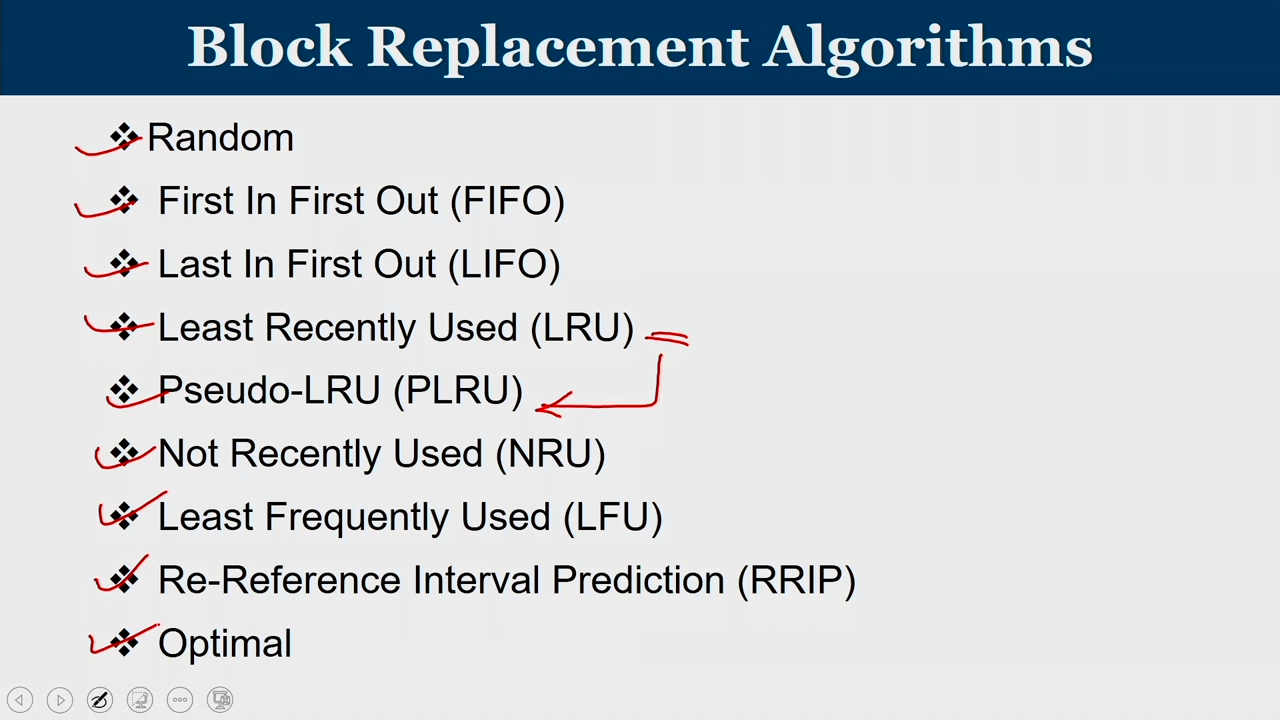 Block Replacement Algorithms
❖ Random
❖ First In First Out (FIFO)
❖ Last In First Out (LIFO)
❖ Least Recently Used (LRU)
❖ Pseudo-LRU (PLRU)
❖ Not Recently Used (NRU)
❖ Least Frequently Used (LFU)
❖ Re-Reference Interval Prediction (RRIP)
❖ Optimal